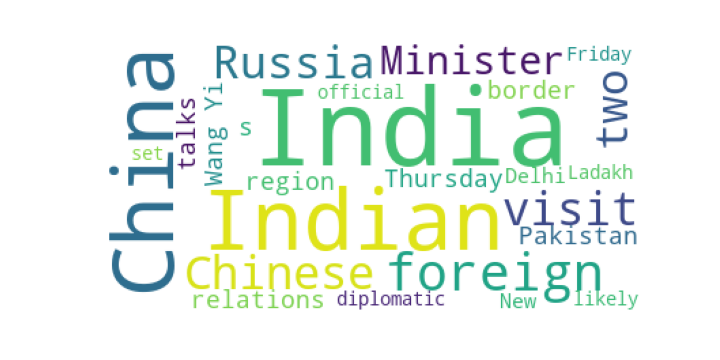 China
Russia
Minister
Friday
official
border
India
two
talks
Wang Yi
s
set
region
Thursday
Delhi
Ladakh
Indian
visit
Pakistan
Chinese
foreign
relations
diplomatic
New
likely